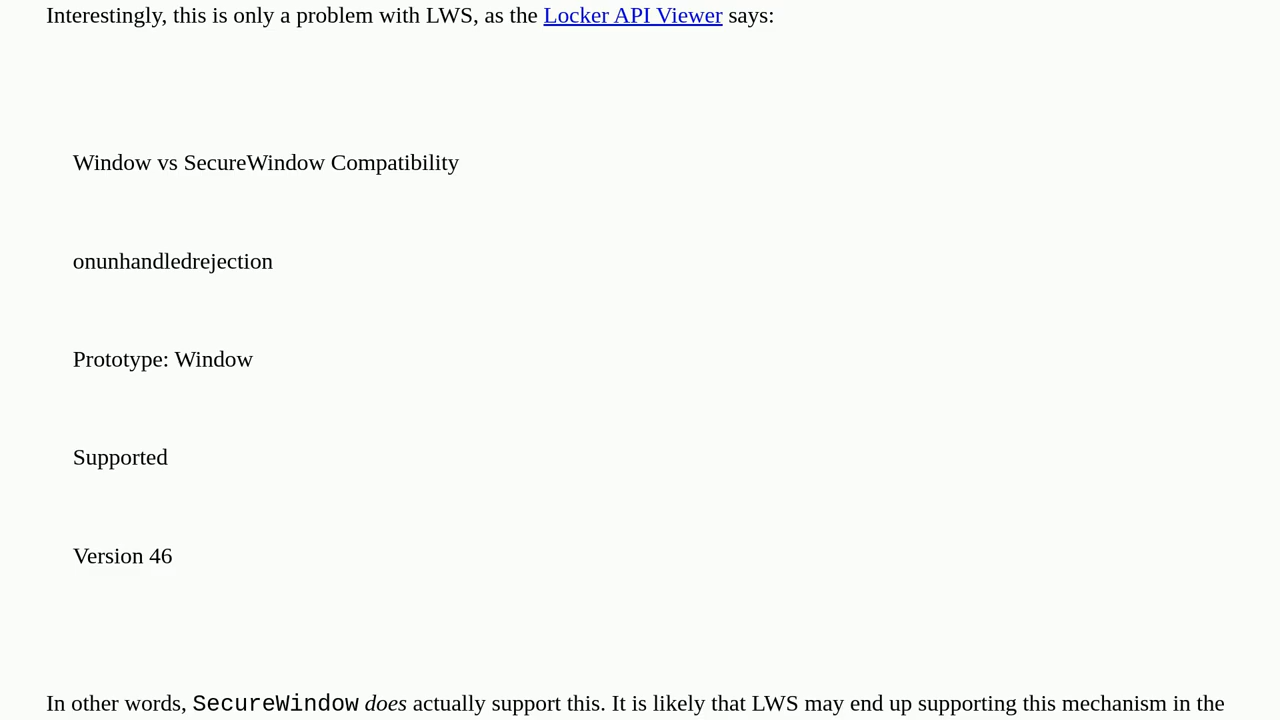 Interestingly, this is only a problem with LWS, as the Locker API Viewer says:
Window vs SecureWindow Compatibility
onunhandledrejection
Prototype: Window
Supported
Version 46
In other words, SecureWindow does actually support this. It is likely that LWS may end up supporting this mechanism in the